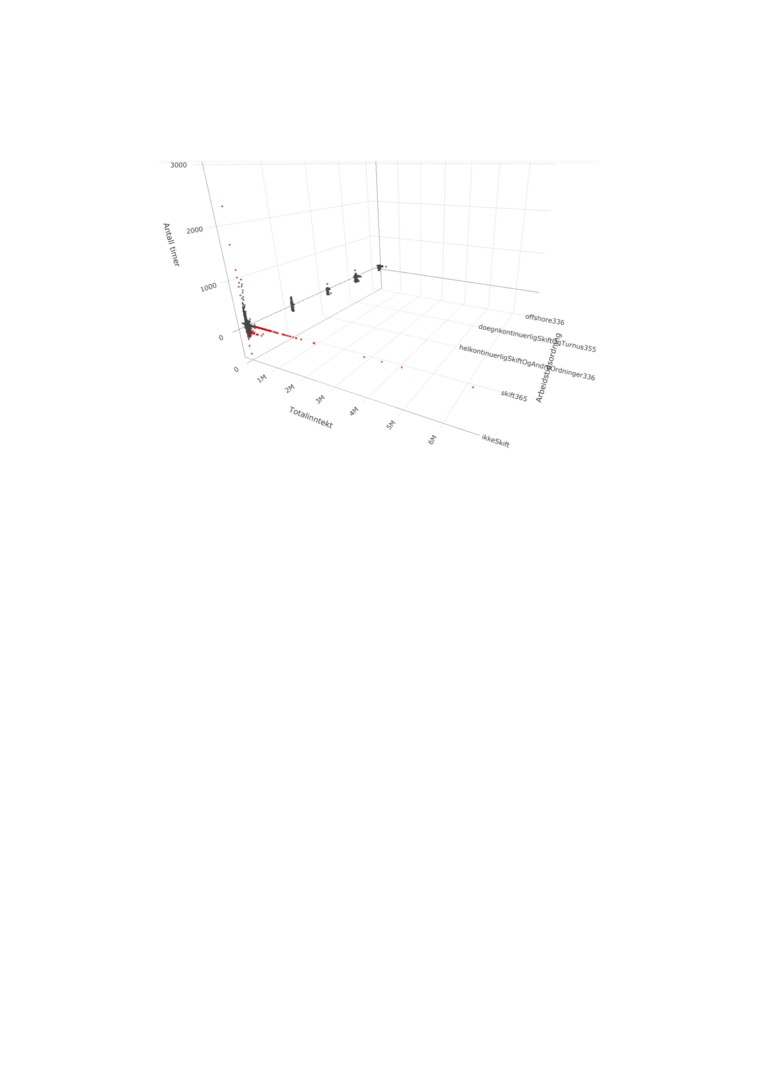 3000
2000
Antall timer
1000
0
0
1M
2M
3M
4M
5M
6M
Totalinntekt
offshore336
doegnkontinuerligSkiftOgTurnus355
helkontinuerligSkiftOgAndreOrdninger336
skift365
ikkeSkift
Arbeidstidsordning